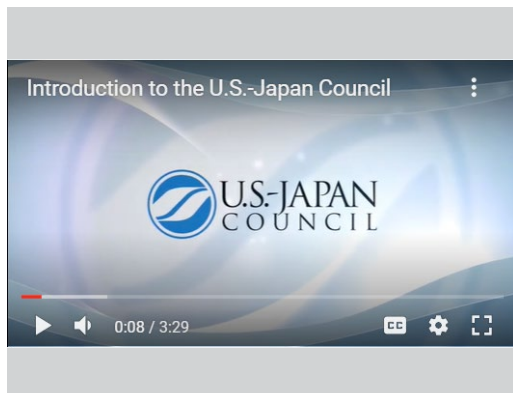 Introduction to the U.S.-Japan Council
U.S.-JAPAN
COUNCIL
0:08 / 3:29
CC